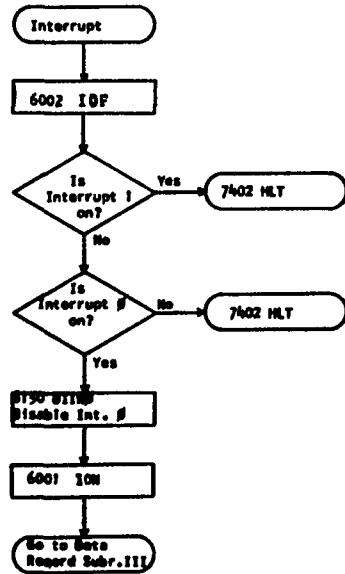 Interrupt
6002 IOF
Is
Interrupt 1
on?
Yes
7402 HLT
No
Is
Interrupt Ø
on?
No
7402 HLT
Yes
Disable Int. Ø
6001 ION
Go to Data
Record Subr.III